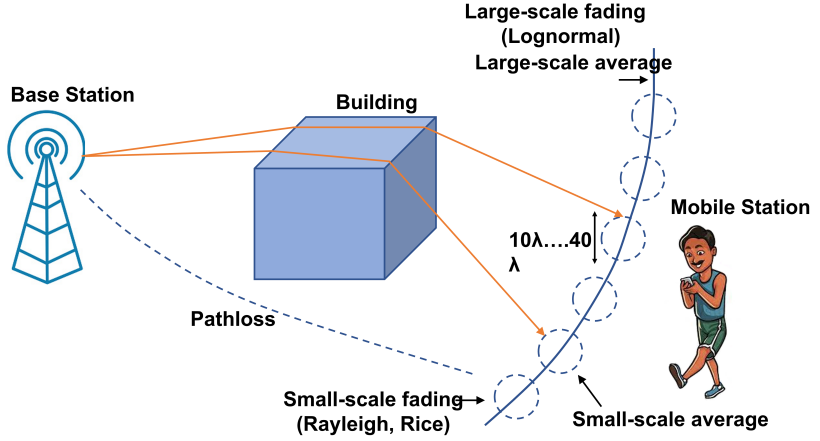 Large-scale fading
(Lognormal)
Large-scale average
Base Station
Building
Mobile Station
10λ....40
λ
Pathloss
Small-scale fading
(Rayleigh, Rice)
Small-scale average